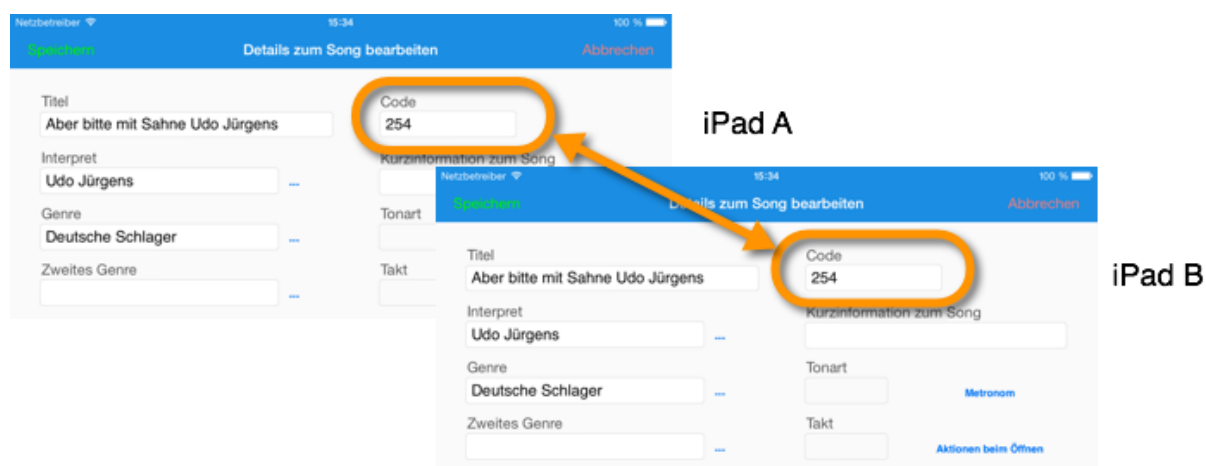 Netzbetreiber 15:34 100 %
Speichern Details zum Song bearbeiten Abbrechen
Titel Code
Aber bitte mit Sahne Udo Jürgens 254
iPad A
Interpret Kurzinformation zum Song
Udo Jürgens ...
Genre Tonart
Deutsche Schlager ...
Zweites Genre Takt
...
Netzbetreiber 15:34 100 %
Speichern Details zum Song bearbeiten Abbrechen
Titel Code
Aber bitte mit Sahne Udo Jürgens 254
iPad B
Interpret Kurzinformation zum Song
Udo Jürgens ...
Genre Tonart
Deutsche Schlager ... Metronom
Zweites Genre Takt
... Aktionen beim Öffnen